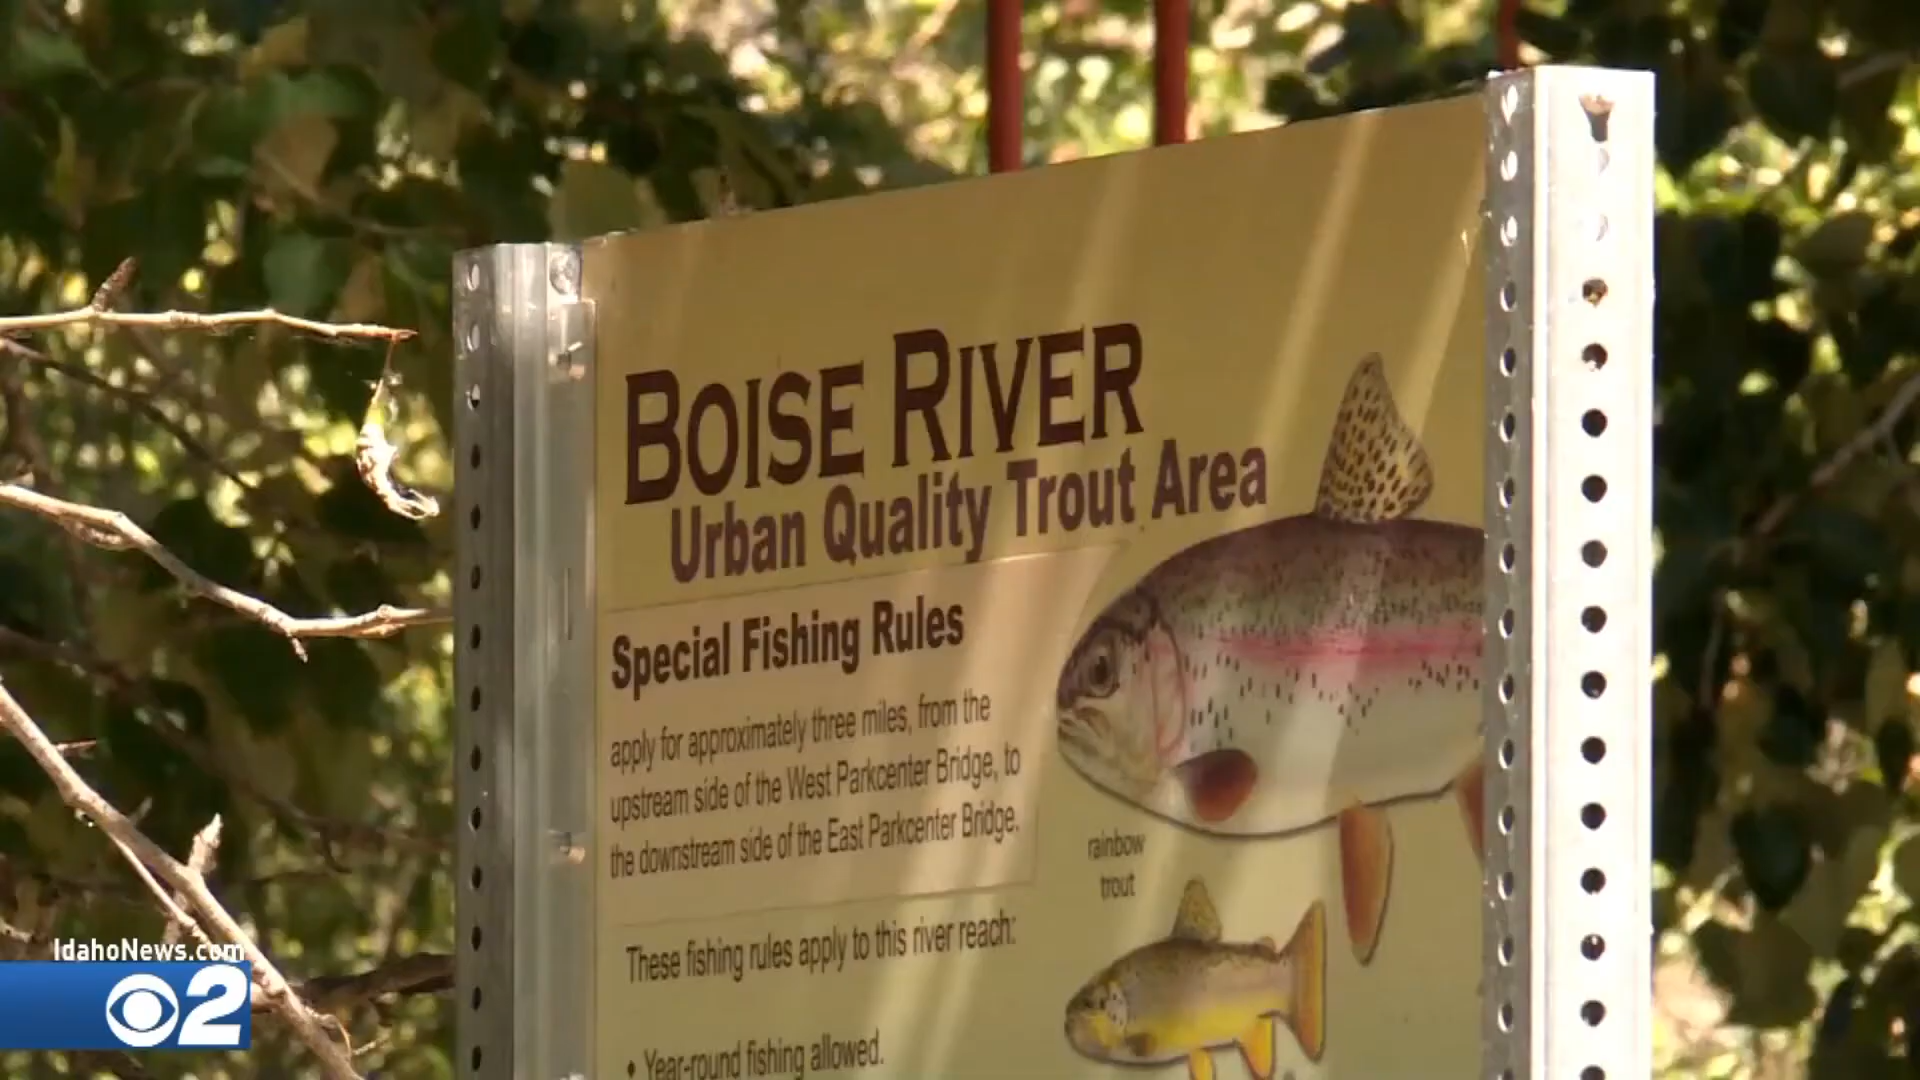 BOISE RIVER
Urban Quality Trout Area
Special Fishing Rules
apply for approximately three miles, from the
upstream side of the West Parkcenter Bridge, to
the downstream side of the East Parkcenter Bridge.
rainbow
trout
These fishing rules apply to this river reach:
• Year-round fishing allowed.
IdahoNews.com
2